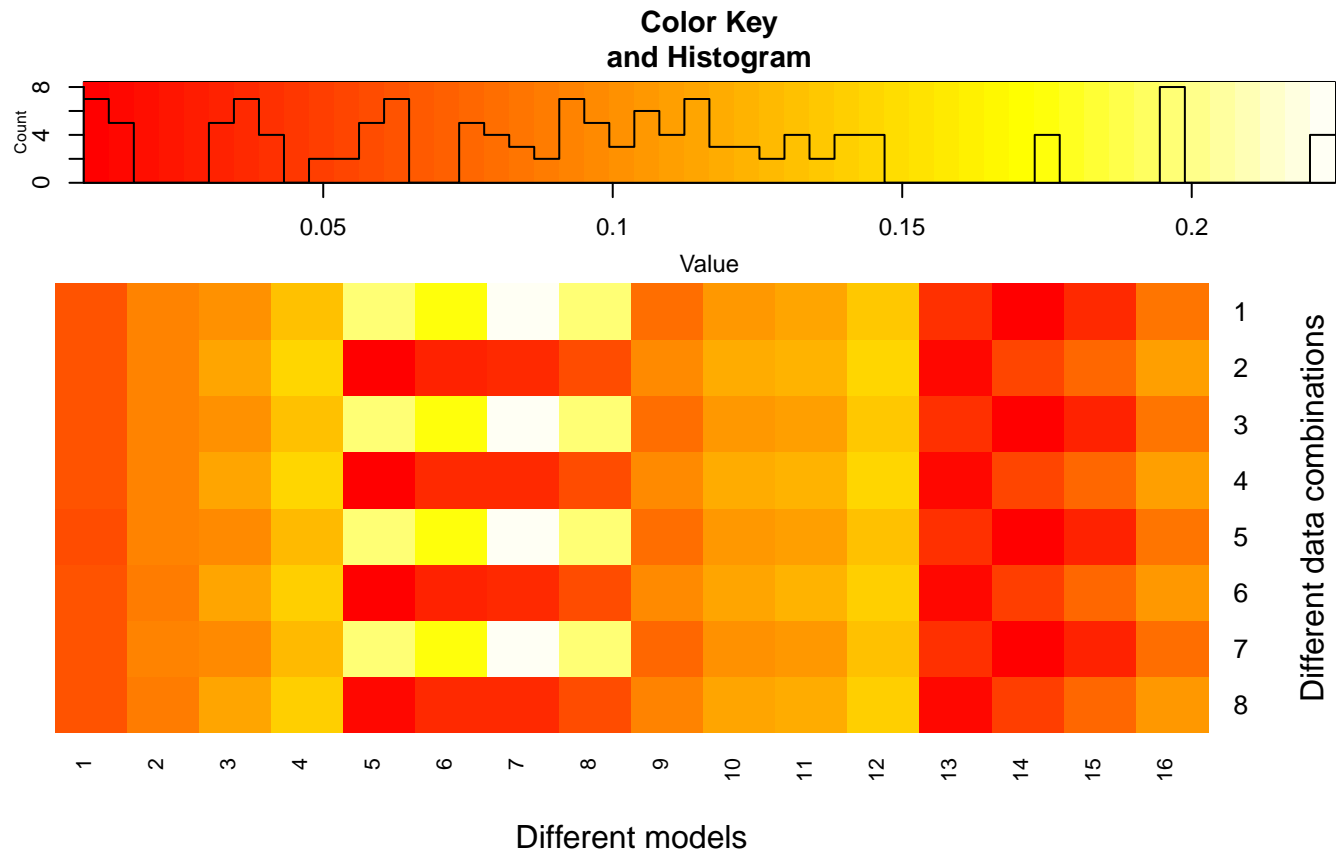 Color Key
and Histogram
Count
0 4 8
0.05 0.1 0.15 0.2
Value
1
2
3
4
5
6
7
8
Different data combinations
1 2 3 4 5 6 7 8 9 10 11 12 13 14 15 16
Different models